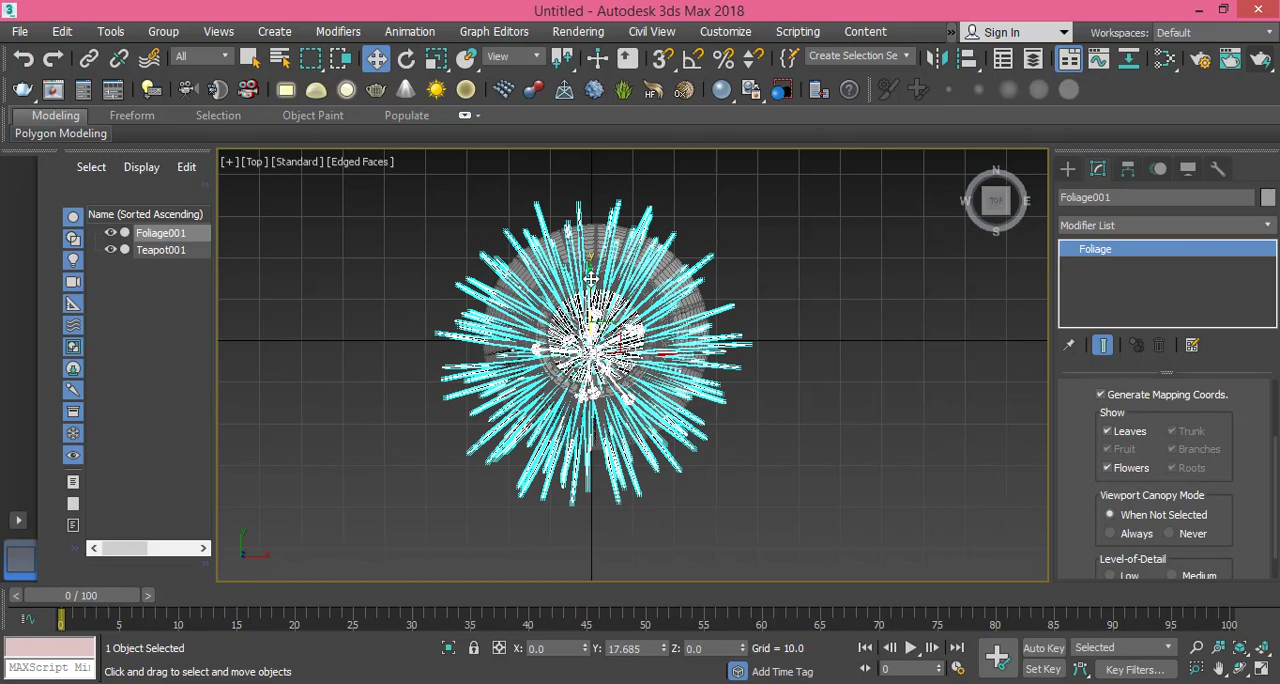 Untitled - Autodesk 3ds Max 2018
File Edit Tools Group Views Create Modifiers Animation Graph Editors Rendering Civil View Customize Scripting Content Sign In Workspaces: Default
All View Create Selection Se
Modeling Freeform Selection Object Paint Populate
Polygon Modeling
Select Display Edit
Name (Sorted Ascending)
Foliage001
Teapot001
[+] [Top] [Standard] [Edged Faces]
N
W TOP E
S
y
x
z
Foliage001
Modifier List
Foliage
Generate Mapping Coords.
Show
Leaves Trunk
Fruit Branches
Flowers Roots
Viewport Canopy Mode
When Not Selected
Always Never
Level-of-Detail
Low Medium
0 / 100
0 5 10 15 20 25 30 35 40 45 50 55 60 65 70 75 80 85 90 95 100
1 Object Selected
X: 0.0 Y: 17.685 Z: 0.0 Grid = 10.0
Auto Key Selected
MAXScript Mi
Click and drag to select and move objects
Add Time Tag
0
Set Key Key Filters...